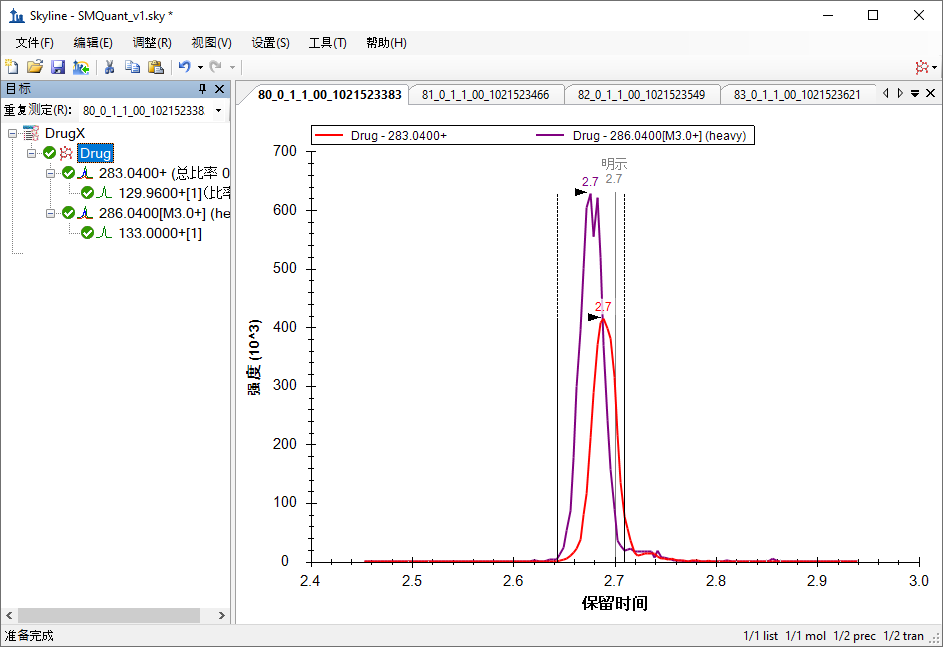 Skyline - SMQuant_v1.sky *
文件(F) 编辑(E) 调整(R) 视图(V) 设置(S) 工具(T) 帮助(H)
目标
重复测定(R): 80_0_1_1_00_102152338
DrugX
Drug
283.0400+ (总比率 0
129.9600+[1](比率
286.0400[M3.0+] (he
133.0000+[1]
80_0_1_1_00_1021523383 81_0_1_1_00_1021523466 82_0_1_1_00_1021523549 83_0_1_1_00_1021523621
Drug - 283.0400+ Drug - 286.0400[M3.0+] (heavy)
明示
2.7
2.7
2.7
强度 (10^3)
700
600
500
400
300
200
100
0
2.4 2.5 2.6 2.7 2.8 2.9 3.0
保留时间
准备完成
1/1 list 1/1 mol 1/2 prec 1/2 tran